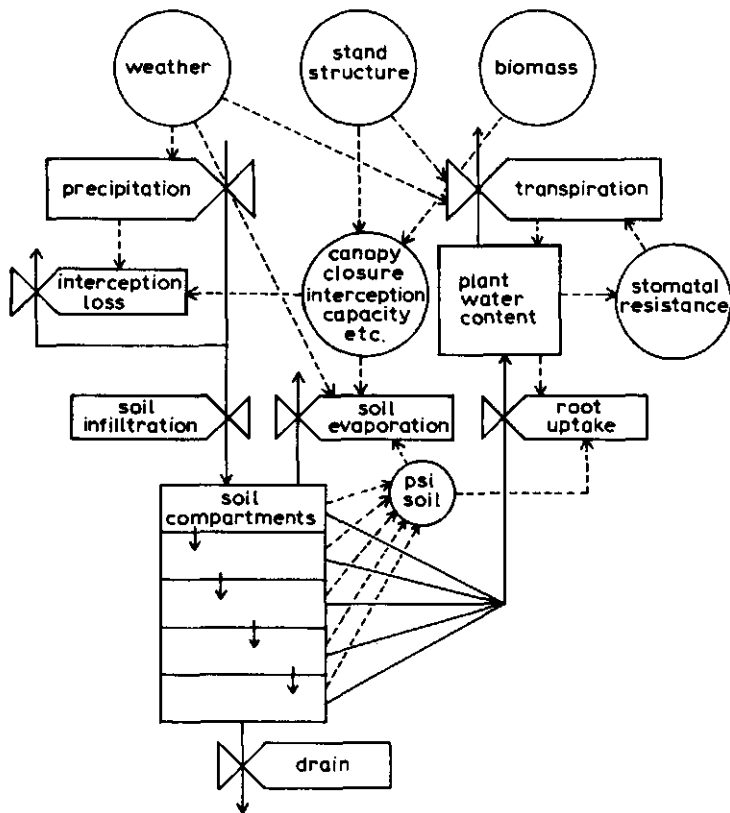 weather
stand
structure
biomass
precipitation
transpiration
interception
loss
canopy
closure
interception
capacity
etc.
plant
water
content
stomatal
resistance
soil
infilltration
soil
evaporation
root
uptake
psi
soil
soil
compartments
drain